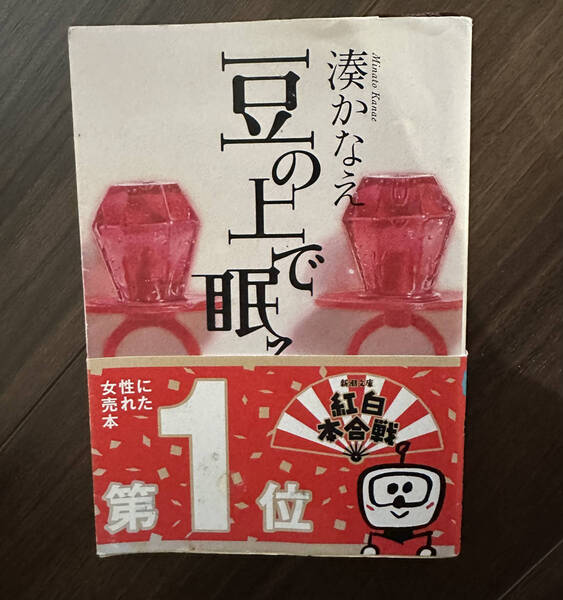 湊かなえ
Minato Kanae
豆の上で眠
女性に
売れた
本
第1位
新潮文庫
紅白
本合戦